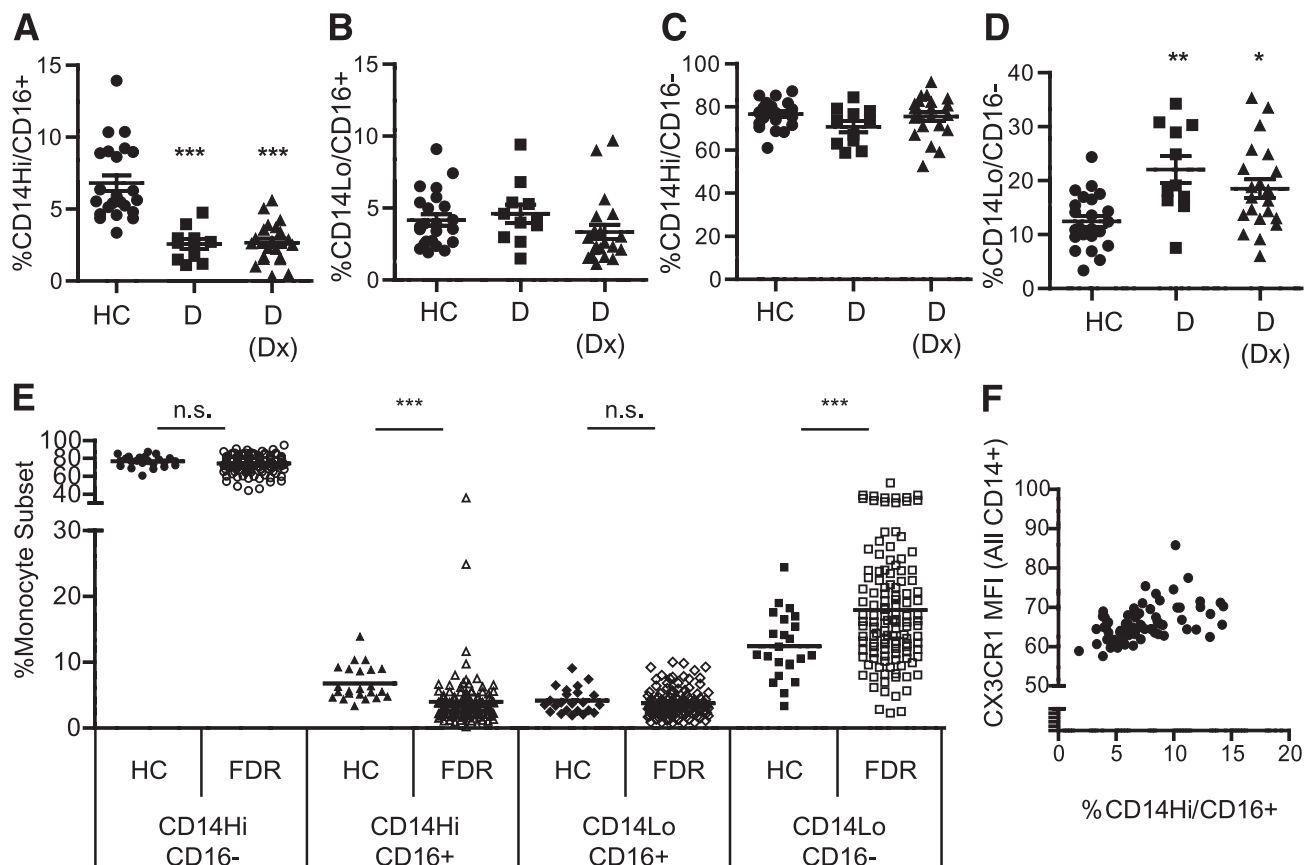 A
B
C
D
%CD14Hi/CD16+
15
10
5
0
***
***
HC
D
D
(Dx)
%CD14Lo/CD16+
15
10
5
0
HC
D
D
(Dx)
%CD14Hi/CD16-
100
80
60
40
20
0
HC
D
D
(Dx)
%CD14Lo/CD16-
40
30
20
10
0
**
*
HC
D
D
(Dx)
E
n.s.
***
n.s.
***
%Monocyte Subset
100
80
60
40
30
20
10
0
HC
FDR
HC
FDR
HC
FDR
HC
FDR
CD14Hi
CD16-
CD14Hi
CD16+
CD14Lo
CD16+
CD14Lo
CD16-
F
CX3CR1 MFI (All CD14+)
100
90
80
70
60
50
0
5
10
15
20
%CD14Hi/CD16+